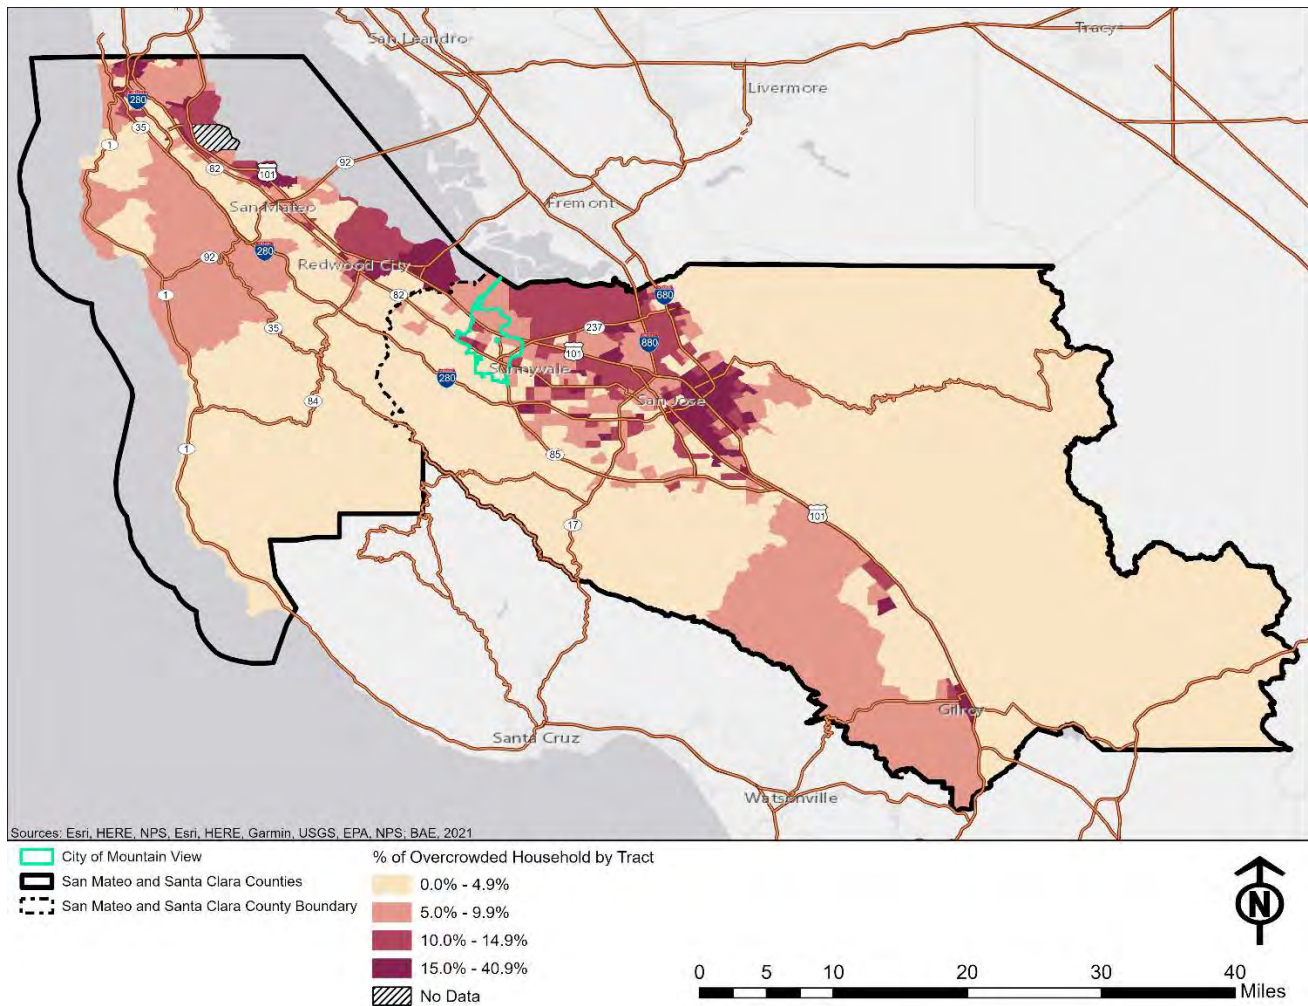 San Leandro
Tracy
Livermore
280
35
1
92
82
101
San Mateo
Fremont
92
280
Redwood City
1
82
680
237
35
101
880
Sunnyvale
280
San Jose
84
1
85
101
17
Gilroy
Santa Cruz
Watsonville
Sources: Esri, HERE, NPS, Esri, HERE, Garmin, USGS, EPA, NPS; BAE, 2021
City of Mountain View
San Mateo and Santa Clara Counties
San Mateo and Santa Clara County Boundary
% of Overcrowded Household by Tract
0.0% - 4.9%
5.0% - 9.9%
10.0% - 14.9%
15.0% - 40.9%
No Data
N
0 5 10 20 30 40
Miles